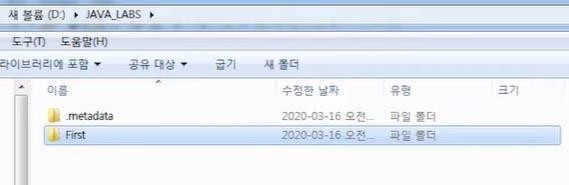 새 볼륨 (D:) ▸ JAVA_LABS ▸
도구(T) 도움말(H)
라이브러리에 포함 ▾ 공유 대상 ▾ 굽기 새 폴더
이름 수정한 날짜 유형 크기
.metadata 2020-03-16 오전... 파일 폴더
First 2020-03-16 오전... 파일 폴더